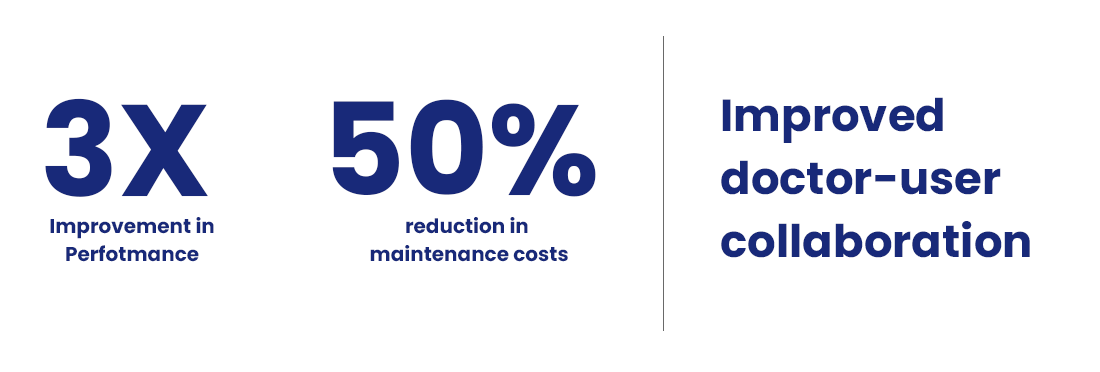 3X
Improvement in
Perfotmance
50%
reduction in
maintenance costs
Improved
doctor-user
collaboration